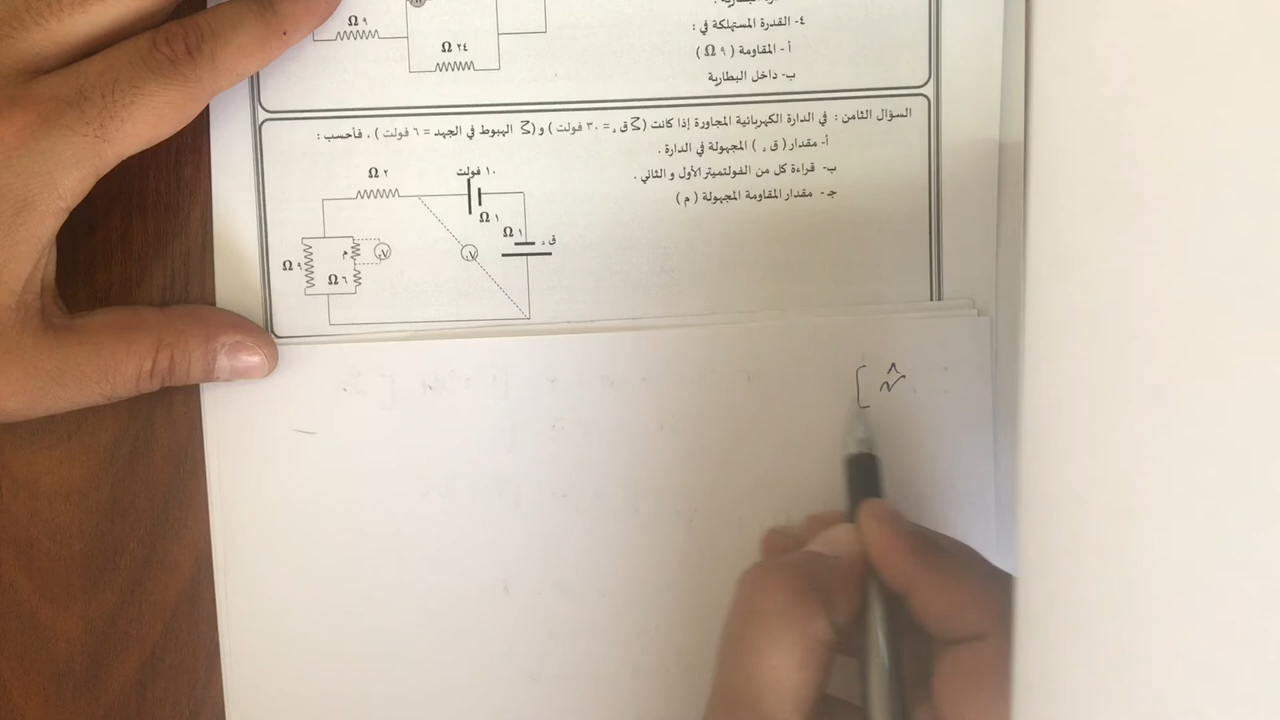 ٤- القدرة المستهلكة في :
أ - المقاومة ( ٩ Ω )
ب- داخل البطارية
٩ Ω
٢٤ Ω
السؤال الثامن : في الدارة الكهربائية المجاورة إذا كانت (Σ ق د = ٣٠ فولت ) و(Σ الهبوط في الجهد = ٦ فولت ) . فأحسب :
أ- مقدار ( ق د ) المجهولة في الدارة .
ب- قراءة كل من الفولتميتر الأول و الثاني .
جـ- مقدار المقاومة المجهولة ( م )
٢ Ω
١٠ فولت
١ Ω
١ Ω
ق د
٩ Ω
م
٦ Ω
V
V